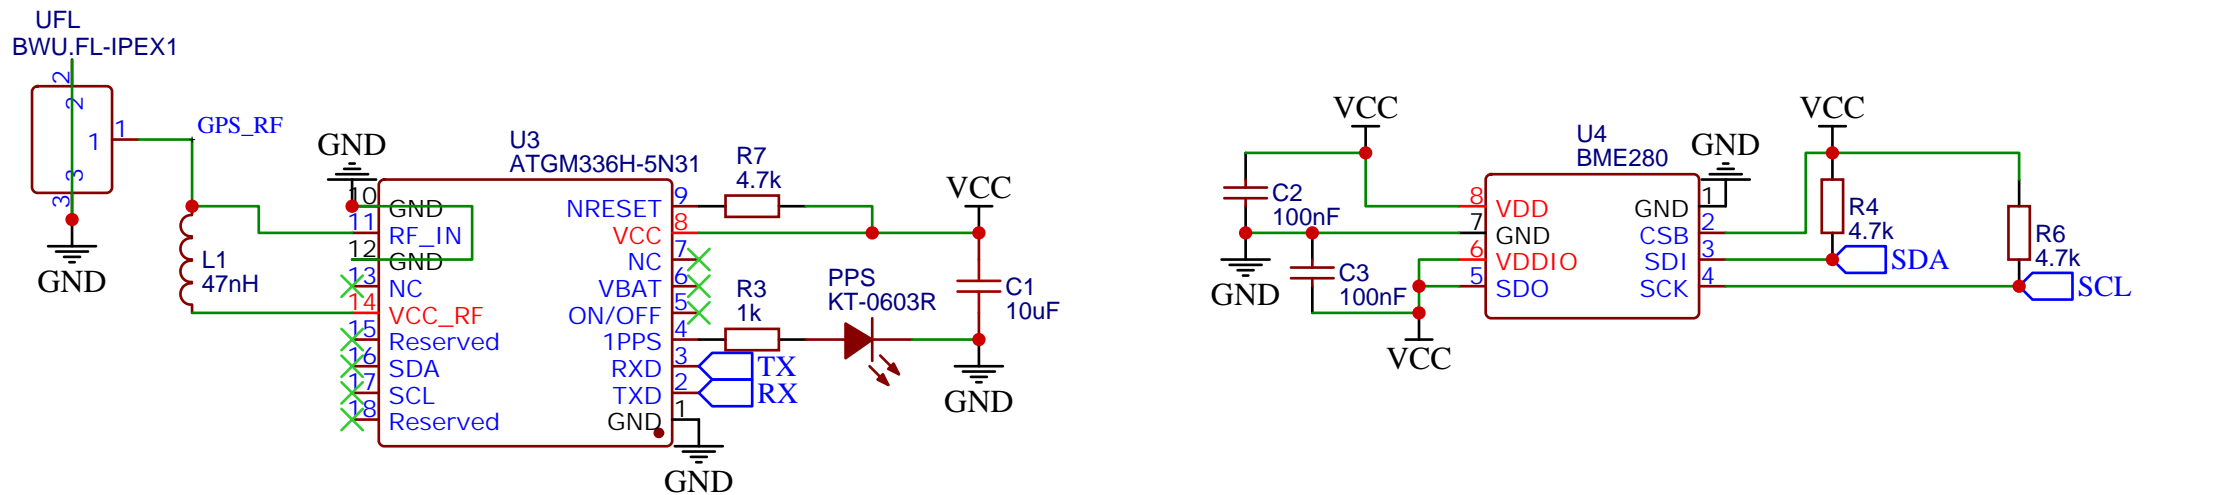 UFL
BWU.FL-IPEX1
2
2
1
1
3
3
GND
GPS_RF
L1
47nH
GND
U3
ATGM336H-5N31
10
GND
11
RF_IN
12
GND
13
NC
14
VCC_RF
15
Reserved
16
SDA
17
SCL
18
Reserved
NRESET
9
VCC
8
NC
7
VBAT
6
ON/OFF
5
1PPS
4
RXD
3
TXD
2
GND
1
R7
4.7k
VCC
R3
1k
PPS
KT-0603R
C1
10uF
TX
RX
GND
GND
VCC
C2
100nF
GND
C3
100nF
VCC
U4
BME280
8
VDD
7
GND
6
VDDIO
5
SDO
GND
1
CSB
2
SDI
3
SCK
4
GND
VCC
R4
4.7k
R6
4.7k
SDA
SCL